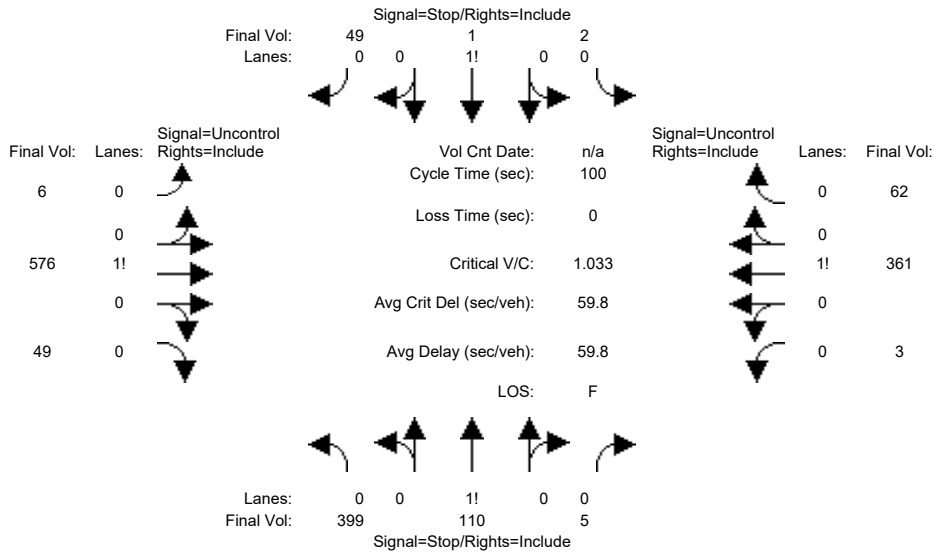 Signal=Stop/Rights=Include
Final Vol: 49 1 2
Lanes: 0 0 1! 0 0
Signal=Uncontrol
Final Vol: Lanes: Rights=Include
Vol Cnt Date: n/a
Signal=Uncontrol
Rights=Include Lanes: Final Vol:
Cycle Time (sec): 100
6 0
0 62
Loss Time (sec): 0
0
0
576 1!
Critical V/C: 1.033
1! 361
0
Avg Crit Del (sec/veh): 59.8
0
49 0
Avg Delay (sec/veh): 59.8
0 3
LOS: F
Lanes: 0 0 1! 0 0
Final Vol: 399 110 5
Signal=Stop/Rights=Include